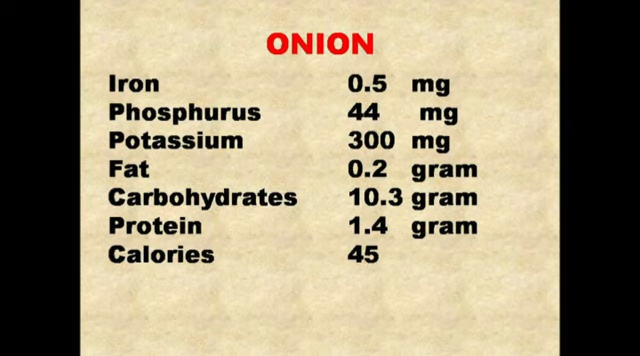 ONION
Iron 0.5 mg
Phosphurus 44 mg
Potassium 300 mg
Fat 0.2 gram
Carbohydrates 10.3 gram
Protein 1.4 gram
Calories 45